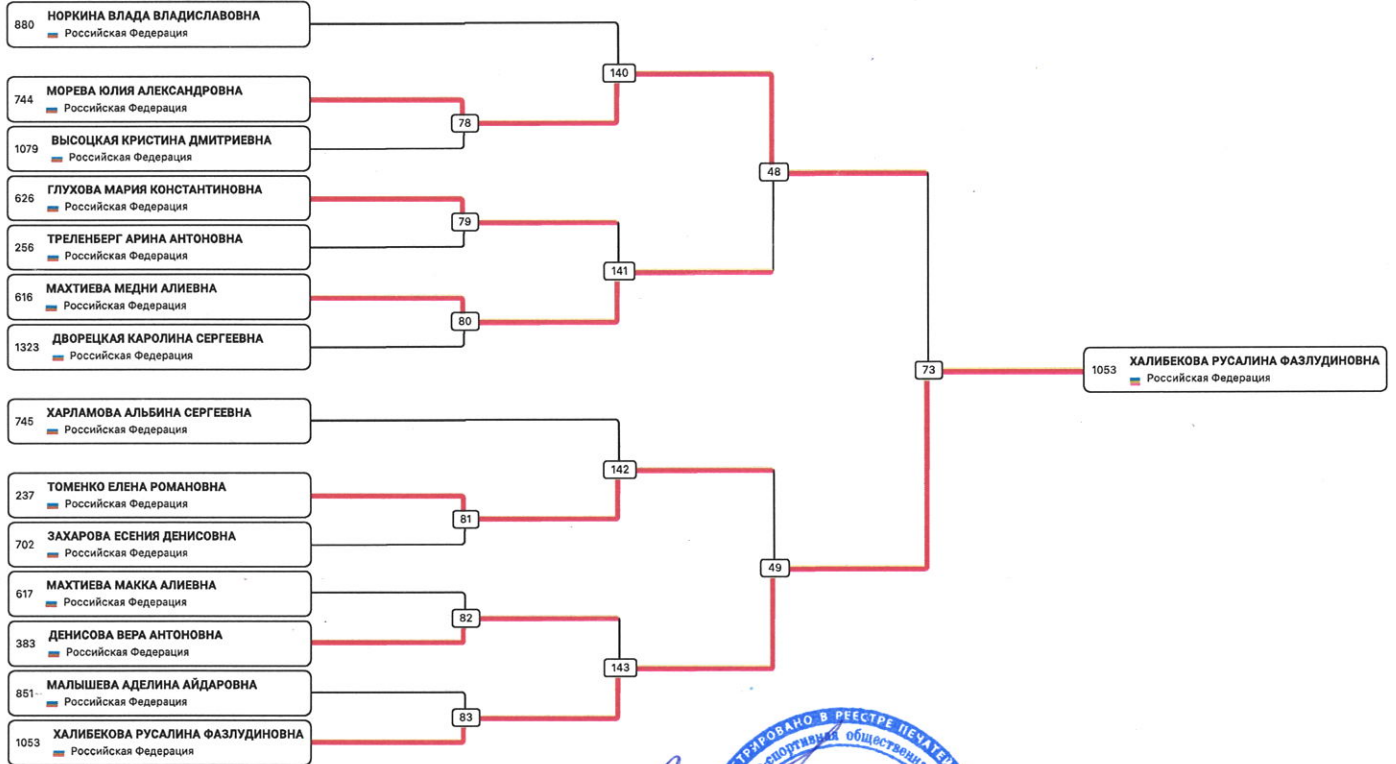 880 НОРКИНА ВЛАДА ВЛАДИСЛАВОВНА
Российская Федерация
140
744 МОРЕВА ЮЛИЯ АЛЕКСАНДРОВНА
Российская Федерация
78
1079 ВЫСОЦКАЯ КРИСТИНА ДМИТРИЕВНА
Российская Федерация
48
626 ГЛУХОВА МАРИЯ КОНСТАНТИНОВНА
Российская Федерация
79
256 ТРЕЛЕНБЕРГ АРИНА АНТОНОВНА
Российская Федерация
141
616 МАХТИЕВА МЕДНИ АЛИЕВНА
Российская Федерация
80
1323 ДВОРЕЦКАЯ КАРОЛИНА СЕРГЕЕВНА
Российская Федерация
73
1053 ХАЛИБЕКОВА РУСАЛИНА ФАЗЛУДИНОВНА
Российская Федерация
745 ХАРЛАМОВА АЛЬБИНА СЕРГЕЕВНА
Российская Федерация
142
237 ТОМЕНКО ЕЛЕНА РОМАНОВНА
Российская Федерация
81
702 ЗАХАРОВА ЕСЕНИЯ ДЕНИСОВНА
Российская Федерация
49
617 МАХТИЕВА МАККА АЛИЕВНА
Российская Федерация
82
383 ДЕНИСОВА ВЕРА АНТОНОВНА
Российская Федерация
143
851 МАЛЫШЕВА АДЕЛИНА АЙДАРОВНА
Российская Федерация
83
1053 ХАЛИБЕКОВА РУСАЛИНА ФАЗЛУДИНОВНА
Российская Федерация
В РЕЕСТРЕ